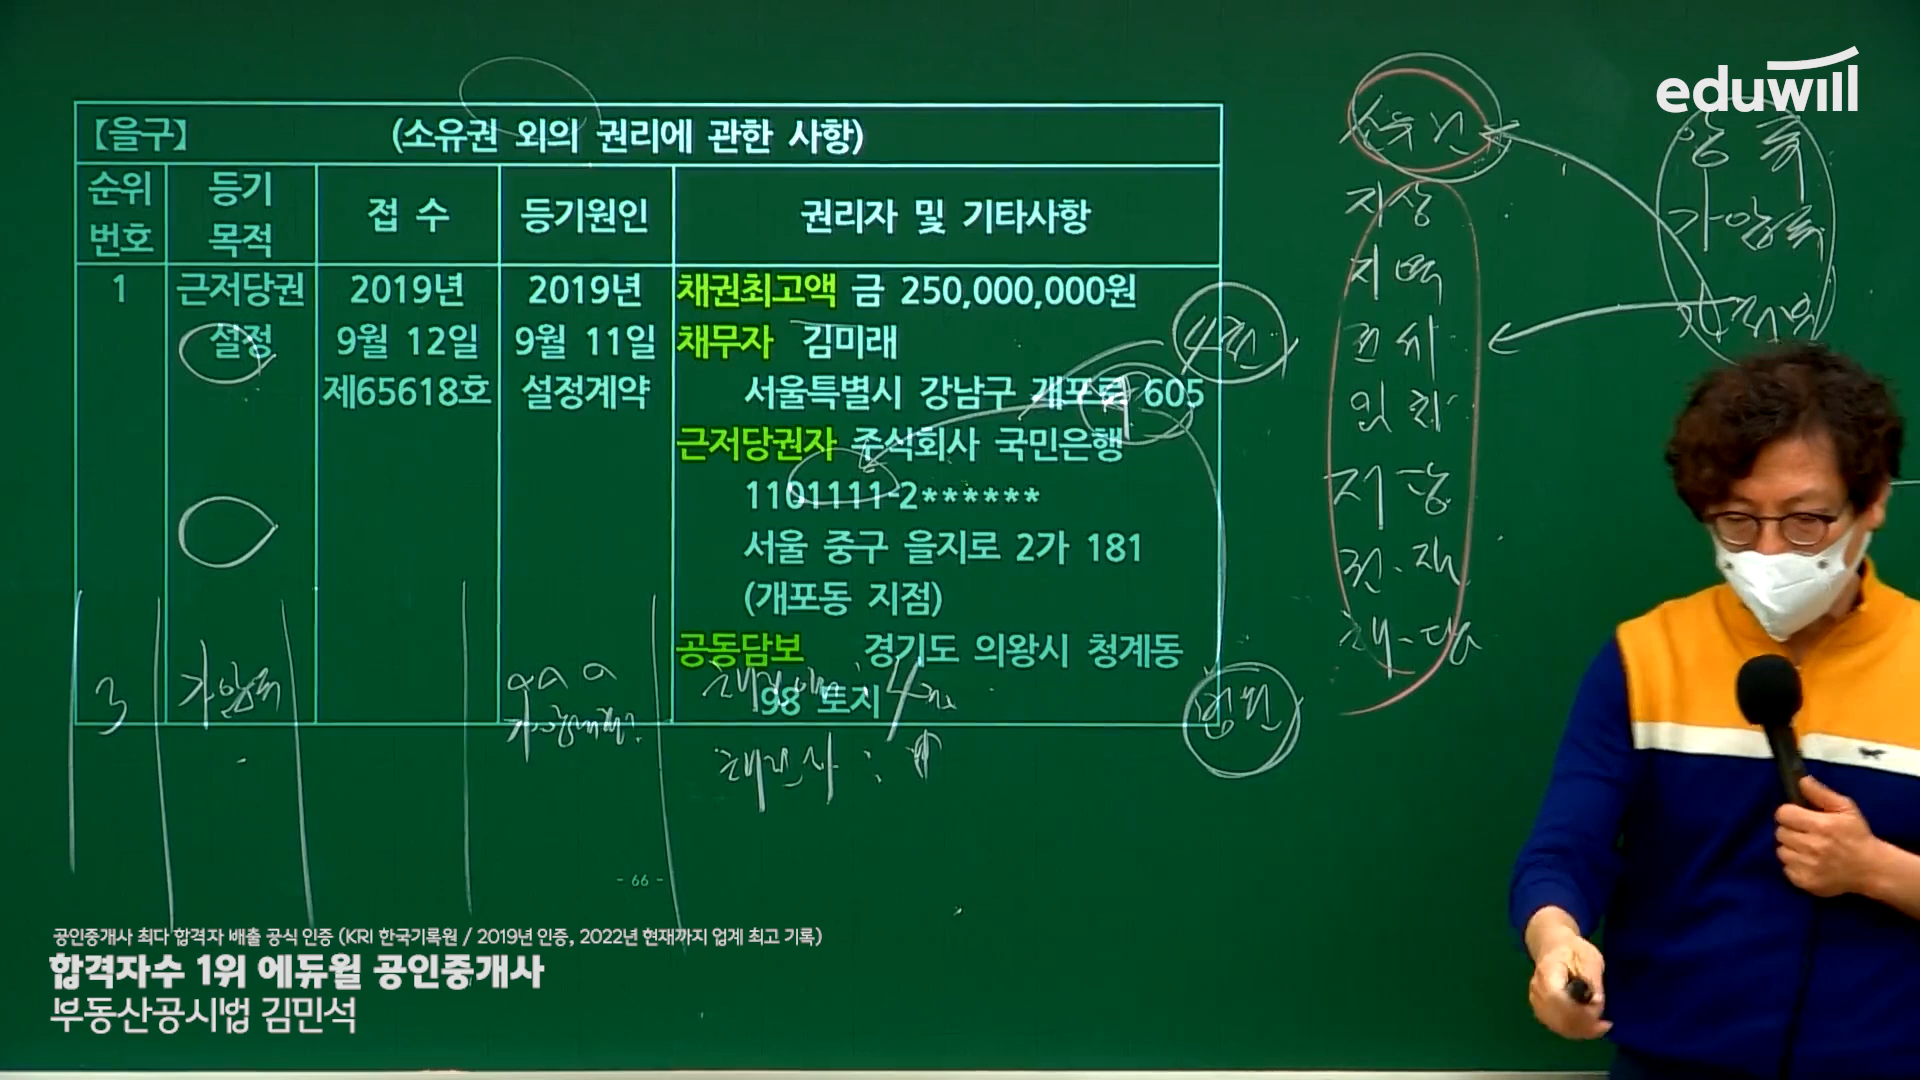 eduwill
【을구】 (소유권 외의 권리에 관한 사항)
순위 번호 등기 목적 접 수 등기원인 권리자 및 기타사항
1 근저당권 2019년 2019년 채권최고액 금 250,000,000원
설정 9월 12일 9월 11일 채무자 김미래
제65618호 설정계약 서울특별시 강남구 개포로 605
근저당권자 주식회사 국민은행
1101111-2******
서울 중구 을지로 2가 181
(개포동 지점)
공동담보 경기도 의왕시 청계동
98 토지
3 가압류
채권자 :
- 66 -
소유권
지상
지역
전세
임차
저당
압류
가압류
법원
공인중개사 최다 합격자 배출 공식 인증 (KRI 한국기록원 / 2019년 인증, 2022년 현재까지 업계 최고 기록)
합격자수 1위 에듀윌 공인중개사
부동산공시법 김민석